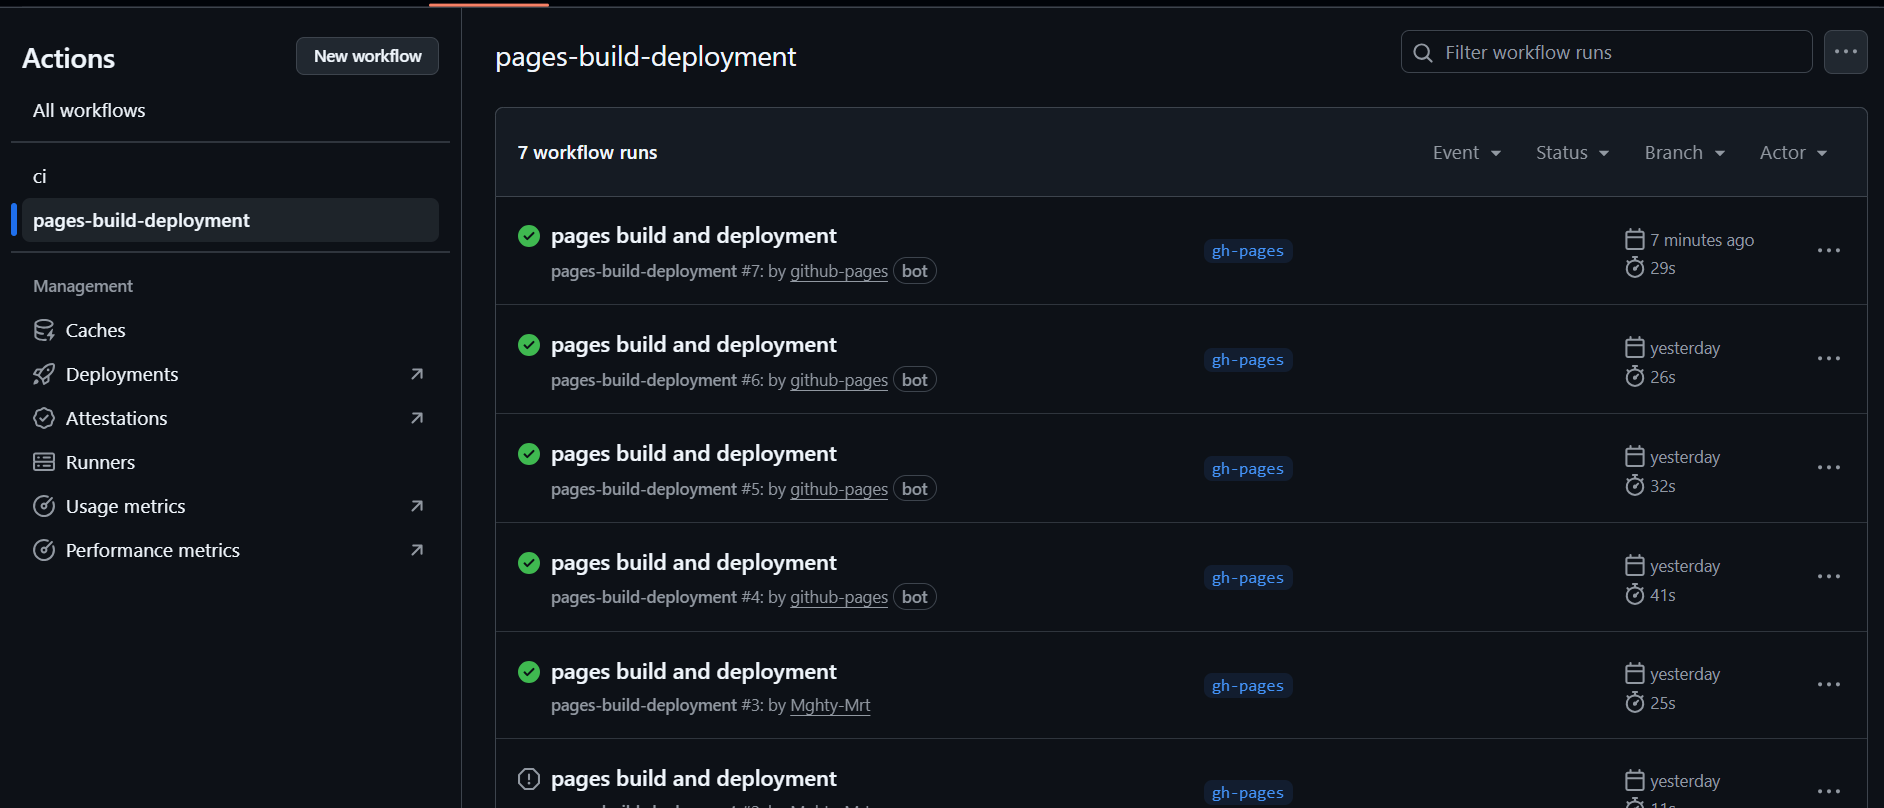 Actions
New workflow
All workflows
ci
pages-build-deployment
Management
Caches
Deployments
Attestations
Runners
Usage metrics
Performance metrics
pages-build-deployment
Filter workflow runs
7 workflow runs
Event
Status
Branch
Actor
pages build and deployment
pages-build-deployment #7: by github-pages bot
gh-pages
7 minutes ago
29s
pages build and deployment
pages-build-deployment #6: by github-pages bot
gh-pages
yesterday
26s
pages build and deployment
pages-build-deployment #5: by github-pages bot
gh-pages
yesterday
32s
pages build and deployment
pages-build-deployment #4: by github-pages bot
gh-pages
yesterday
41s
pages build and deployment
pages-build-deployment #3: by Mghty-Mrt
gh-pages
yesterday
25s
pages build and deployment
gh-pages
yesterday